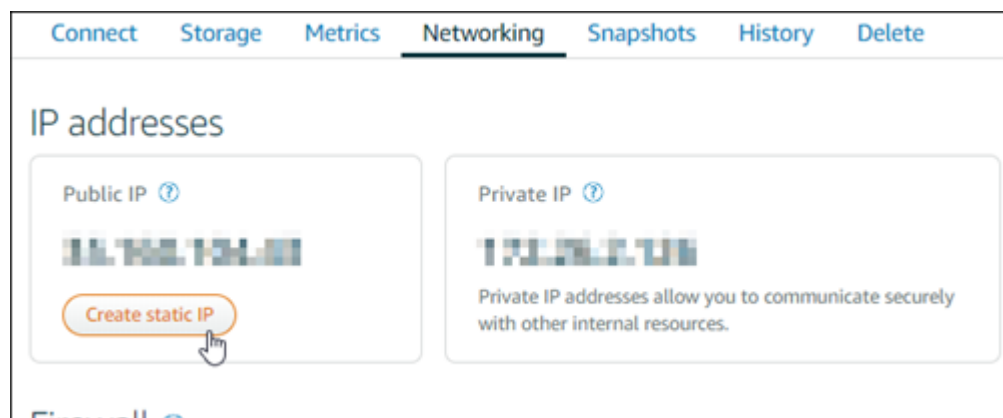 Connect Storage Metrics Networking Snapshots History Delete
IP addresses
Public IP ?
Create static IP
Private IP ?
Private IP addresses allow you to communicate securely
with other internal resources.
Firewall